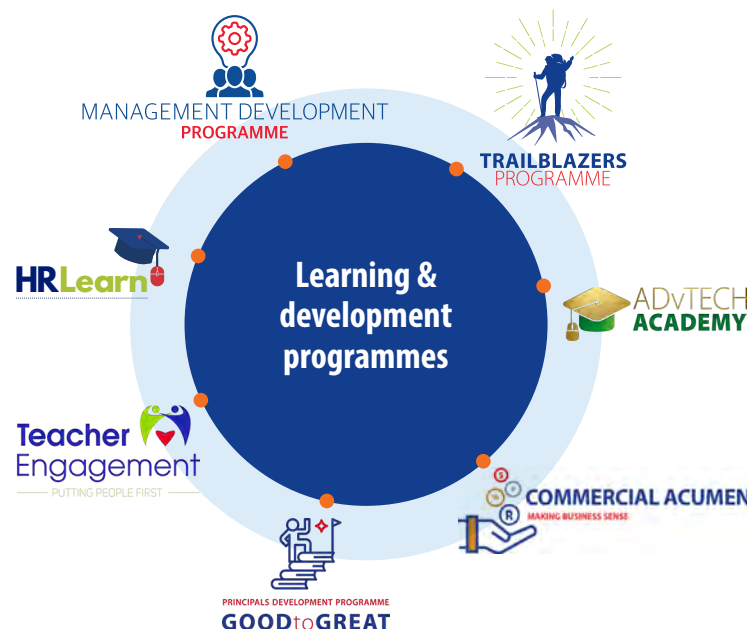 MANAGEMENT DEVELOPMENT
PROGRAMME
TRAILBLAZERS
PROGRAMME
HRLearn
Learning &
development
programmes
ADvTECH
ACADEMY
Teacher
Engagement
PUTTING PEOPLE FIRST
S
P
R
COMMERCIAL ACUMEN
MAKING BUSINESS SENSE
PRINCIPALS DEVELOPMENT PROGRAMME
GOODtoGREAT